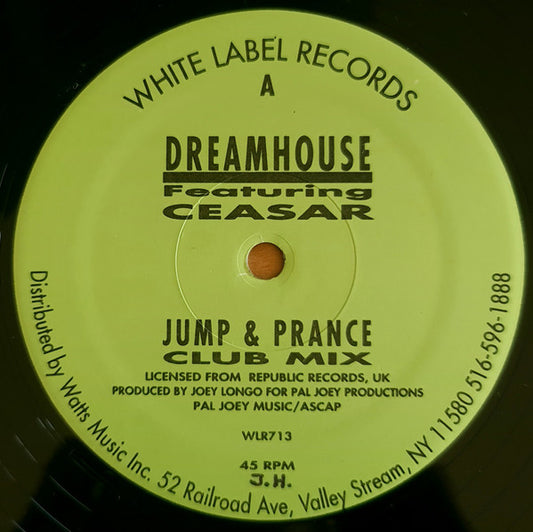 WHITE LABEL RECORDS
A
DREAMHOUSE
Featuring
CEASAR
JUMP & PRANCE
CLUB MIX
LICENSED FROM REPUBLIC RECORDS, UK
PRODUCED BY JOEY LONGO FOR PAL JOEY PRODUCTIONS
PAL JOEY MUSIC/ASCAP
WLR713
45 RPM
J.H.
Distributed by Watts Music Inc. 52 Railroad Ave, Valley Stream, NY 11580 516-596-1888